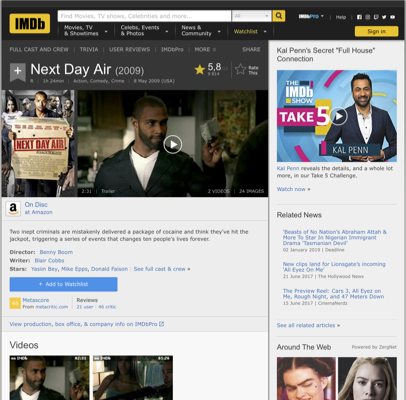 IMDb
Find Movies, TV shows, Celebrities and more...
All
IMDbPro
Help
Movies, TV
& Showtimes
Celebs, Events
& Photos
News &
Community
Watchlist
Sign in
FULL CAST AND CREW
TRIVIA
USER REVIEWS
IMDbPro
MORE
SHARE
Next Day Air (2009)
1h 24min
Action, Comedy, Crime
8 May 2009 (USA)
5,8
Rate
This
NEXT DAY AIR
2:31
Trailer
2 VIDEOS
24 IMAGES
a
On Disc
at Amazon
Two inept criminals are mistakenly delivered a package of cocaine and think they've hit the
jackpot, triggering a series of events that changes ten people's lives forever.
Director: Benny Boom
Writer: Blair Cobbs
Stars: Yasiin Bey, Mike Epps, Donald Faison | See full cast & crew »
+ Add to Watchlist
Metascore
From metacritic.com
Reviews
21 user | 46 critic
View production, box office, & company info on IMDbPro
Videos
Kal Penn's Secret "Full House"
Connection
THE
IMDb
SHOW
TAKE 5
KAL PENN
Kal Penn reveals the details, and a whole lot
more, in our Take 5 Challenge.
Watch now »
Related News
'Beasts of No Nation's Abraham Attah &
More To Star In Nigerian Immigrant
Drama 'Tasmanian Devil'
02 January 2019 | Deadline
New clips land for Lionsgate's incoming
'All Eyez On Me'
21 June 2017 | The Hollywood News
The Preview Reel: Cars 3, All Eyez on
Me, Rough Night, and 47 Meters Down
15 June 2017 | CinemaNerdz
See all related articles »
Around The Web
Powered by ZergNet